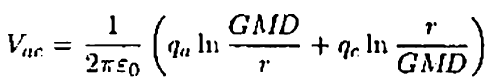 V_{ac} = \frac{1}{2\pi\varepsilon_0} \left( q_a \ln \frac{GMD}{r} + q_c \ln \frac{r}{GMD} \right)